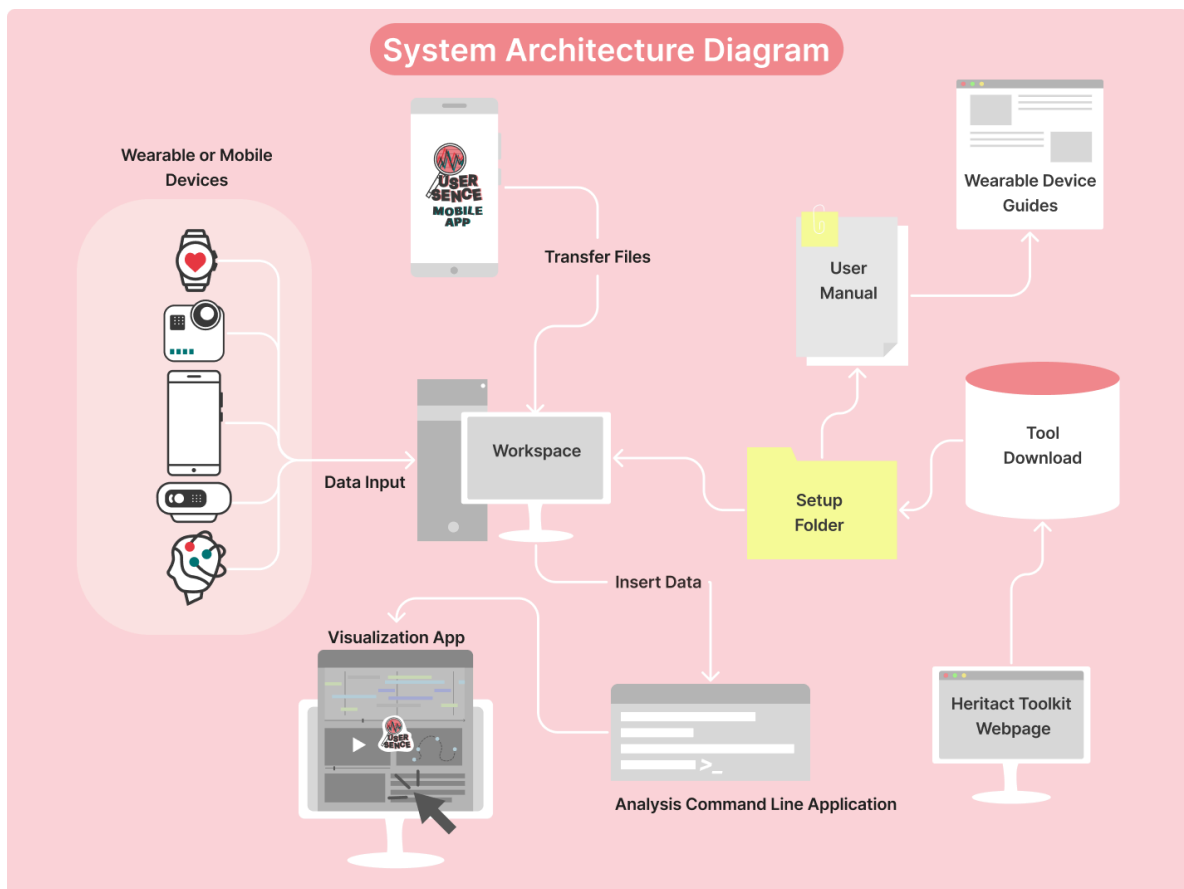 System Architecture Diagram
Wearable or Mobile
Devices
USER
SENCE
MOBILE
APP
Transfer Files
Wearable Device
Guides
User
Manual
Tool
Download
Workspace
Data Input
Setup
Folder
Insert Data
Visualization App
USER
SENCE
>_
Heritact Toolkit
Webpage
Analysis Command Line Application